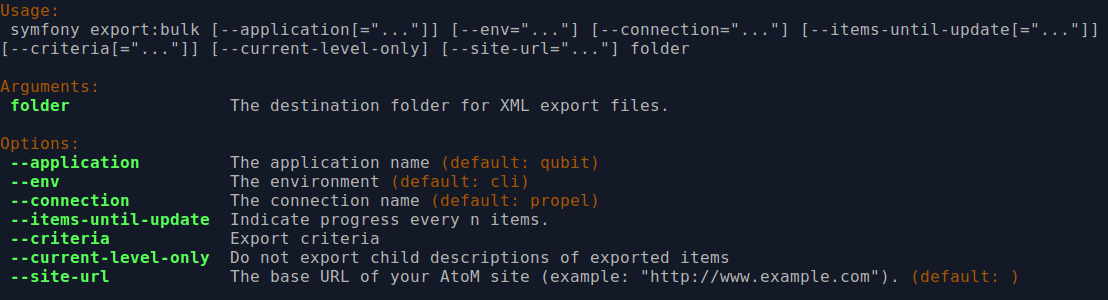 Usage:
symfony export:bulk [--application[="..."]] [--env="..."] [--connection="..."] [--items-until-update[="..."]]
[--criteria[="..."]] [--current-level-only] [--site-url="..."] folder
Arguments:
folder The destination folder for XML export files.
Options:
--application The application name (default: qubit)
--env The environment (default: cli)
--connection The connection name (default: propel)
--items-until-update Indicate progress every n items.
--criteria Export criteria
--current-level-only Do not export child descriptions of exported items
--site-url The base URL of your AtoM site (example: "http://www.example.com"). (default: )